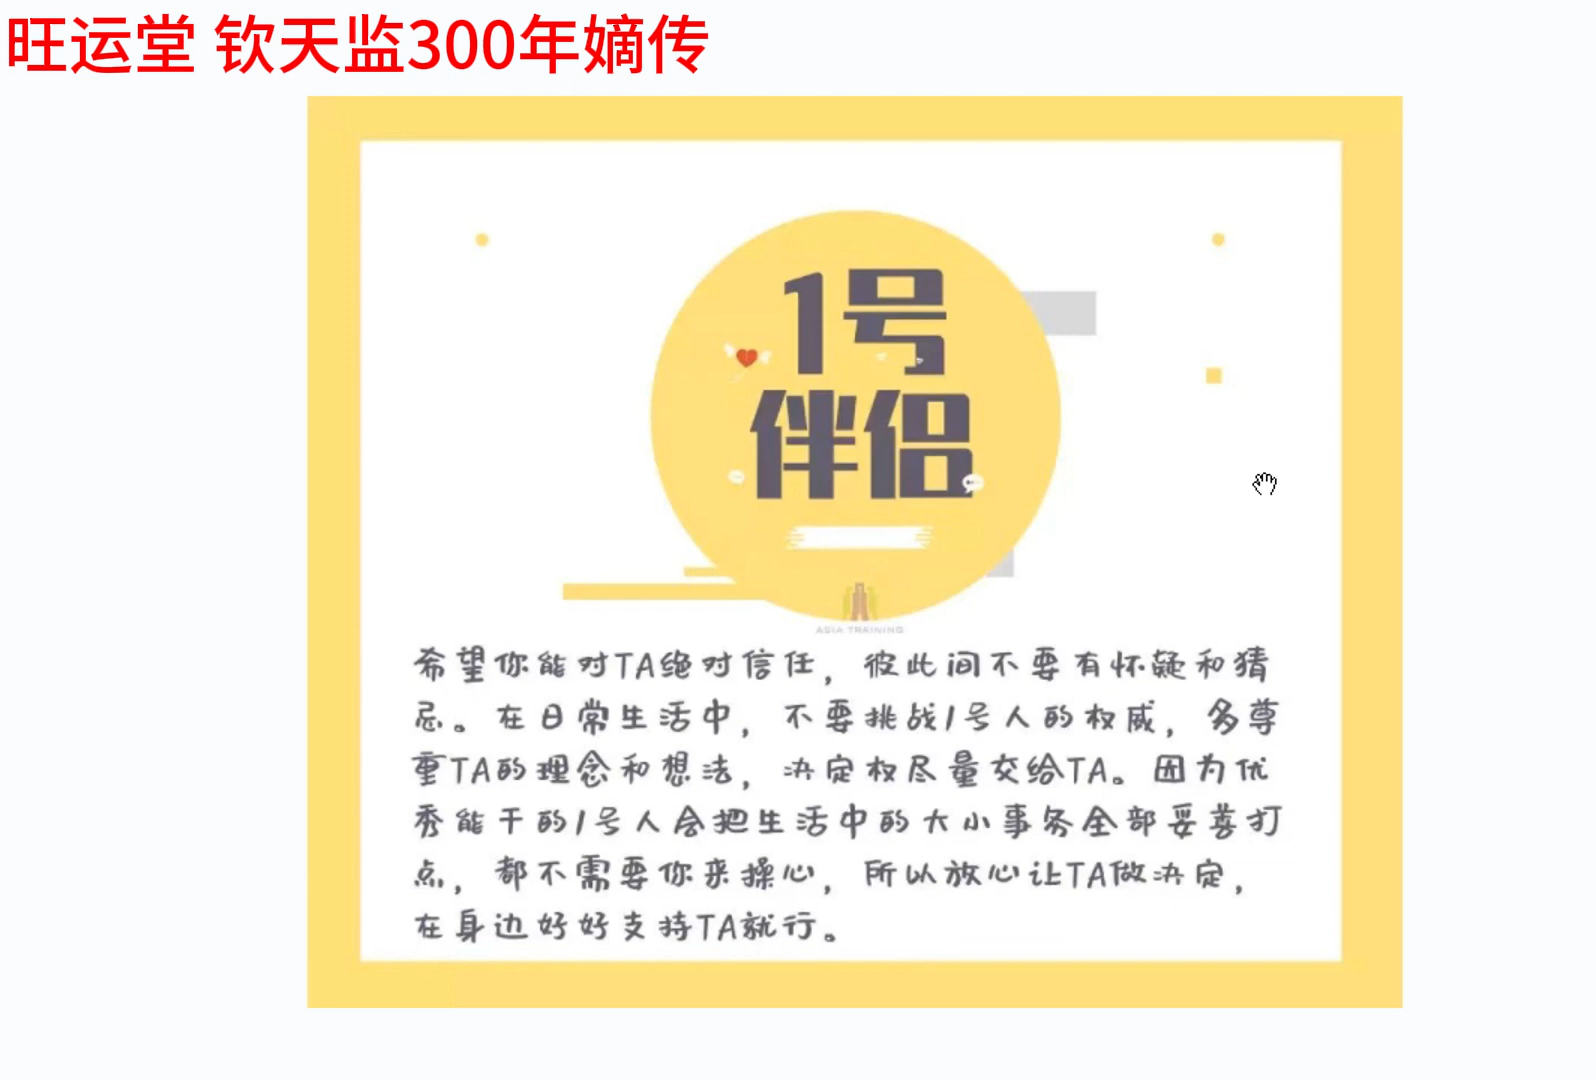 旺运堂 钦天监300年嫡传
1号
伴侣
ASIA TRAINING
希望你能对TA绝对信任，彼此间不要有怀疑和猜
忌。在日常生活中，不要挑战1号人的权威，多尊
重TA的理念和想法，决定权尽量交给TA。因为优
秀能干的1号人会把生活中的大小事务全部妥善打
点，都不需要你来操心，所以放心让TA做决定，
在身边好好支持TA就行。